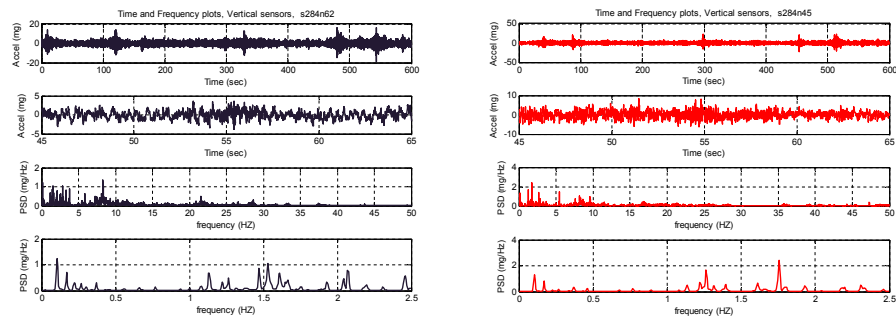 Time and Frequency plots, Vertical sensors, s284n62
20
0
-20
Accel (mg)
0 100 200 300 400 500 600
Time (sec)
5
0
-5
Accel (mg)
45 50 55 60 65
Time (sec)
2
1
0
PSD (mg/Hz)
0 5 10 15 20 25 30 35 40 45 50
frequency (HZ)
2
1
0
PSD (mg/Hz)
0 0.5 1 1.5 2 2.5
frequency (HZ)
Time and Frequency plots, Vertical sensors, s284n45
50
0
-50
Accel (mg)
0 100 200 300 400 500 600
Time (sec)
10
0
-10
Accel (mg)
45 50 55 60 65
Time (sec)
4
2
0
PSD (mg/Hz)
0 5 10 15 20 25 30 35 40 45 50
frequency (HZ)
4
2
0
PSD (mg/Hz)
0 0.5 1 1.5 2 2.5
frequency (HZ)